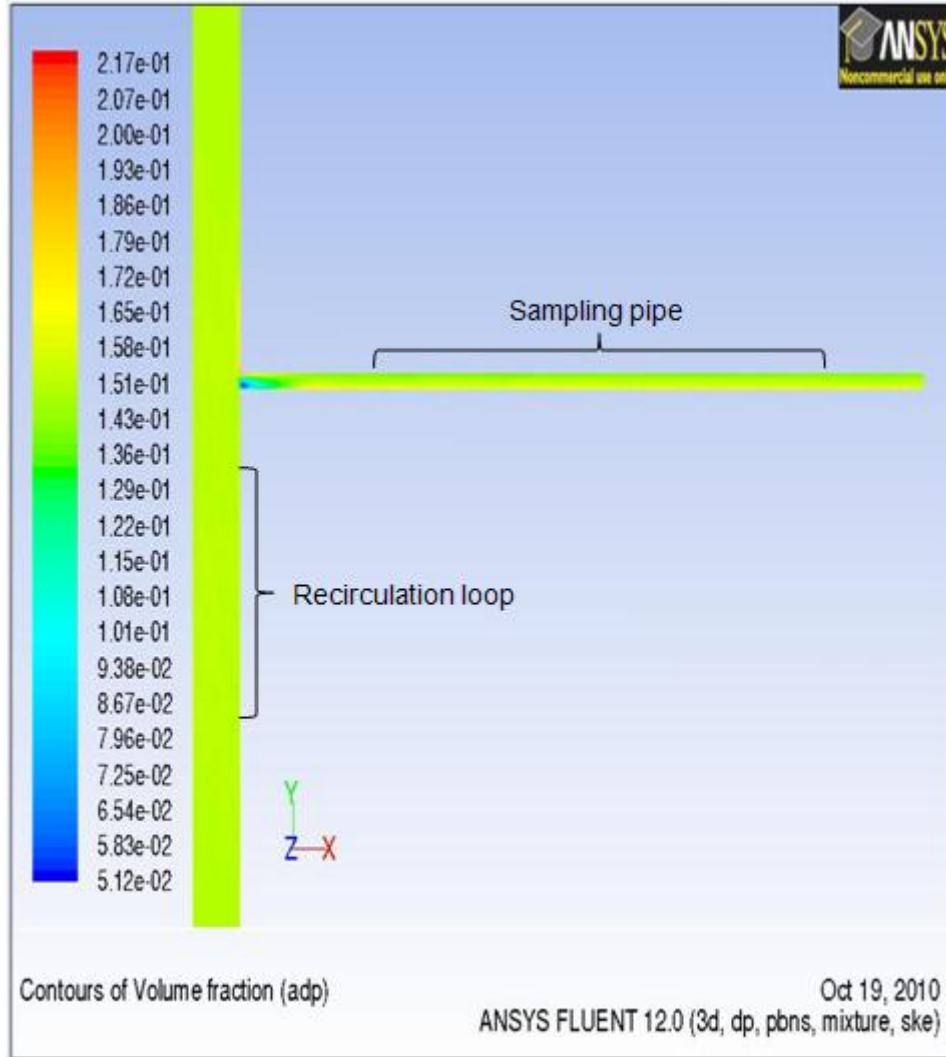 ANSYS
Noncommercial use on
2.17e-01
2.07e-01
2.00e-01
1.93e-01
1.86e-01
1.79e-01
1.72e-01
1.65e-01
1.58e-01
1.51e-01
1.43e-01
1.36e-01
1.29e-01
1.22e-01
1.15e-01
1.08e-01
1.01e-01
9.38e-02
8.67e-02
7.96e-02
7.25e-02
6.54e-02
5.83e-02
5.12e-02
Sampling pipe
Recirculation loop
Y
Z X
Contours of Volume fraction (adp)
Oct 19, 2010
ANSYS FLUENT 12.0 (3d, dp, pbns, mixture, ske)